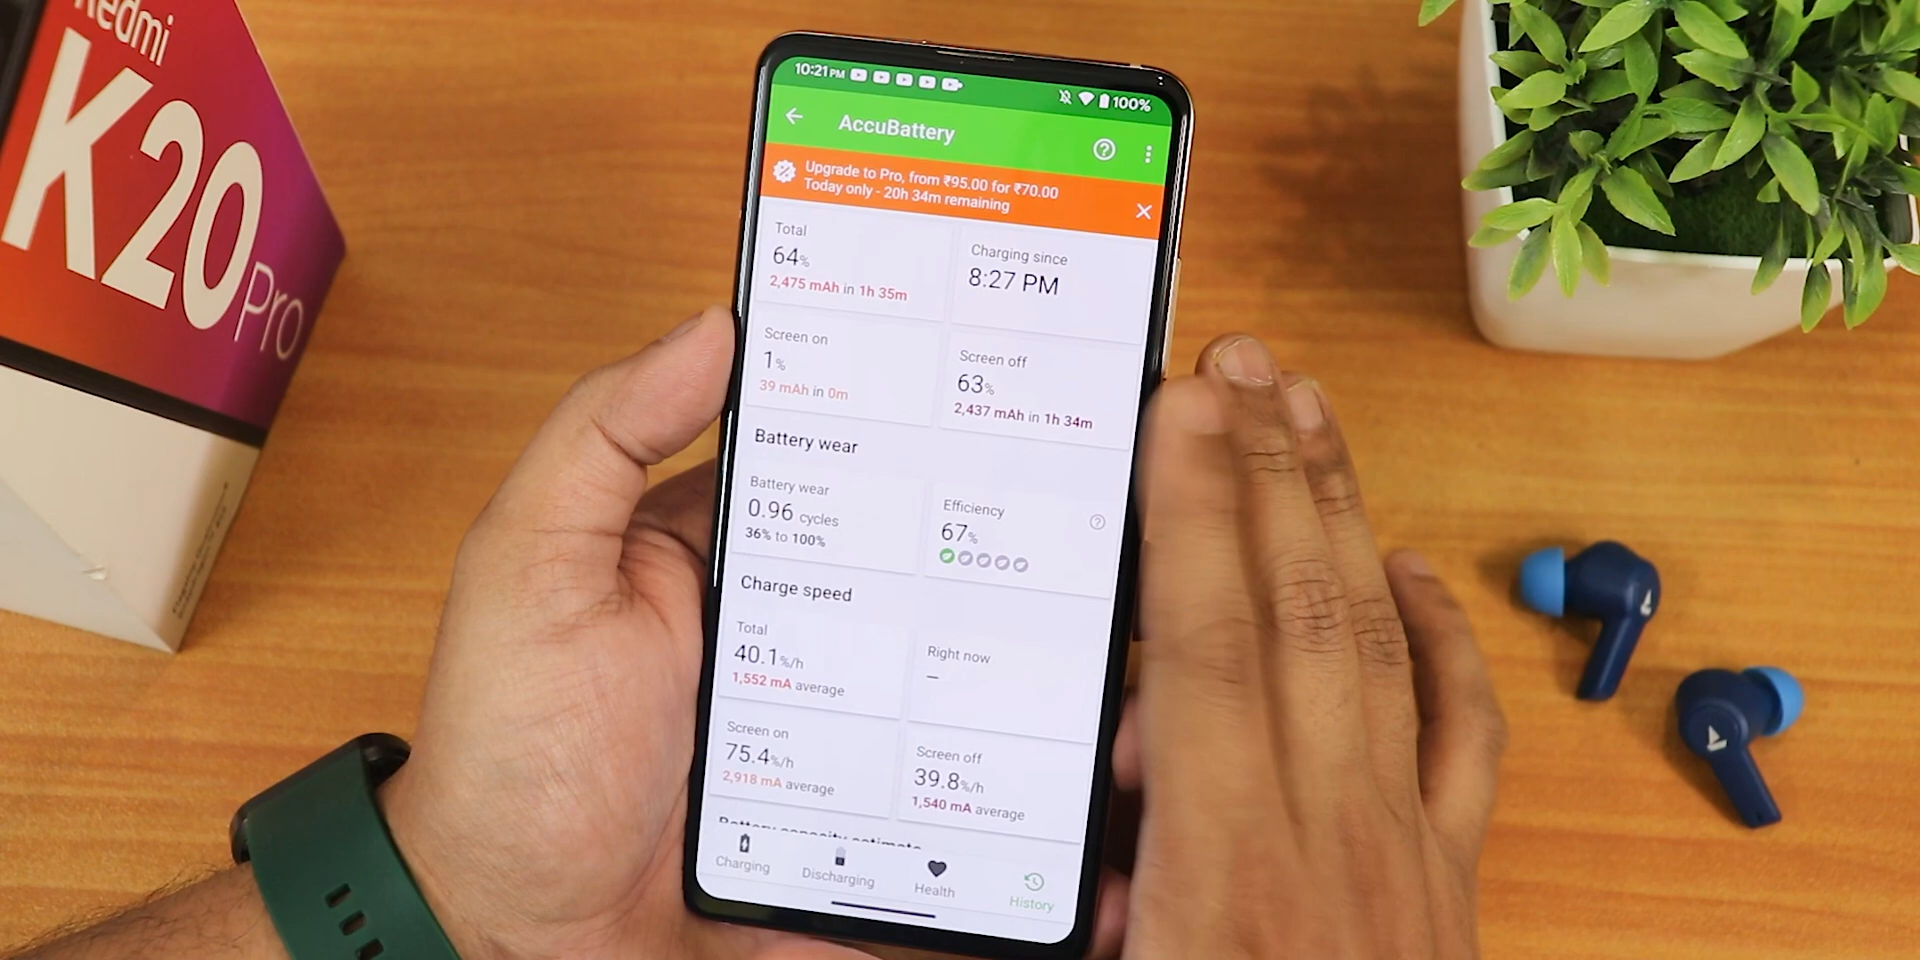 Redmi
K20 Pro
10:21 PM
100%
AccuBattery
Upgrade to Pro, from ₹95.00 for ₹70.00
Today only - 20h 34m remaining
Total
64%
2,475 mAh in 1h 35m
Charging since
8:27 PM
Screen on
1%
39 mAh in 0m
Screen off
63%
2,437 mAh in 1h 34m
Battery wear
Battery wear
0.96 cycles
36% to 100%
Efficiency
67%
Charge speed
Total
40.1%/h
1,552 mA average
Right now
–
Screen on
75.4%/h
2,918 mA average
Screen off
39.8%/h
1,540 mA average
Battery capacity estimate
Charging
Discharging
Health
History